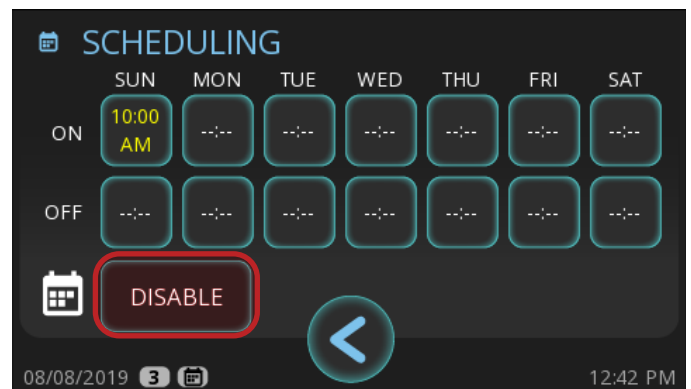 SCHEDULING
SUN MON TUE WED THU FRI SAT
ON 10:00 AM --:-- --:-- --:-- --:-- --:-- --:--
OFF --:-- --:-- --:-- --:-- --:-- --:-- --:--
DISABLE
08/08/2019 3 12:42 PM